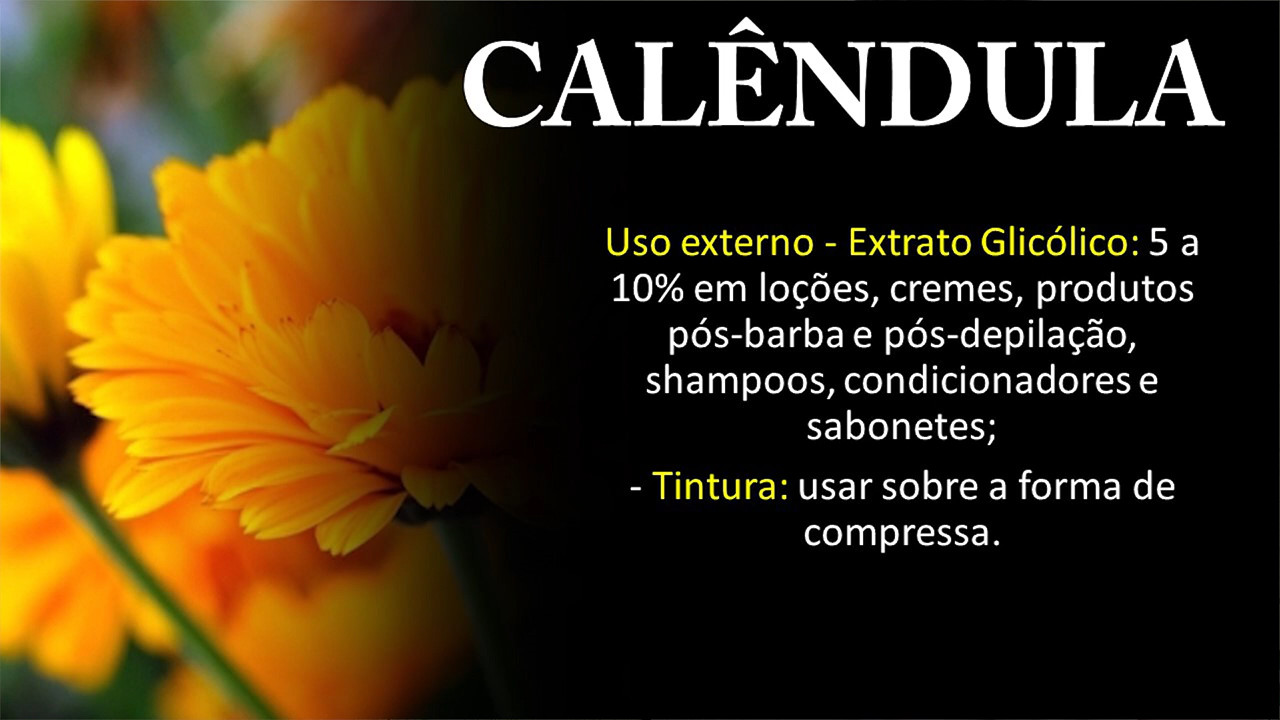 CALÊNDULA
Uso externo - Extrato Glicólico: 5 a
10% em loções, cremes, produtos
pós-barba e pós-depilação,
shampoos, condicionadores e
sabonetes;
- Tintura: usar sobre a forma de
compressa.